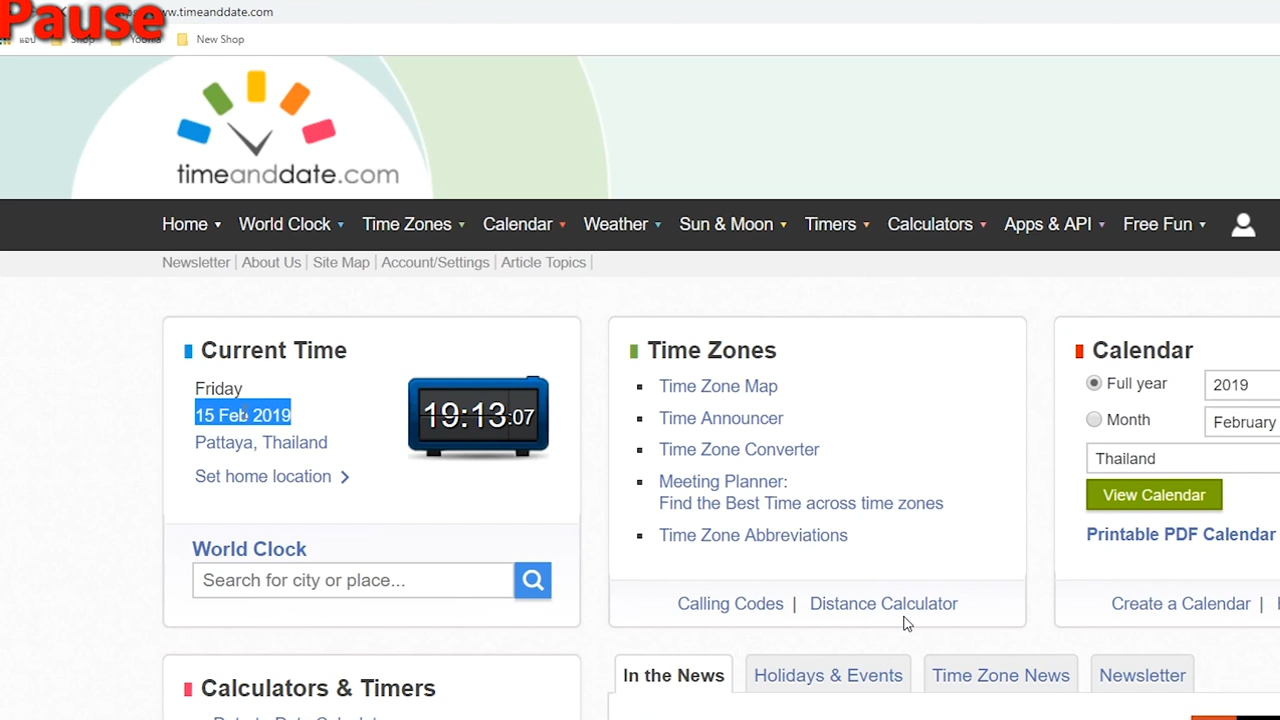 Pause
www.timeanddate.com
แอป Shop Yoonla New Shop
timeanddate.com
Home World Clock Time Zones Calendar Weather Sun & Moon Timers Calculators Apps & API Free Fun
Newsletter | About Us | Site Map | Account/Settings | Article Topics |
Current Time
Friday
15 Feb 2019
Pattaya, Thailand
Set home location
19:13:07
World Clock
Search for city or place...
Time Zones
Time Zone Map
Time Announcer
Time Zone Converter
Meeting Planner:
Find the Best Time across time zones
Time Zone Abbreviations
Calling Codes | Distance Calculator
Calendar
Full year 2019
Month February
Thailand
View Calendar
Printable PDF Calendar
Create a Calendar |
Calculators & Timers
In the News Holidays & Events Time Zone News Newsletter